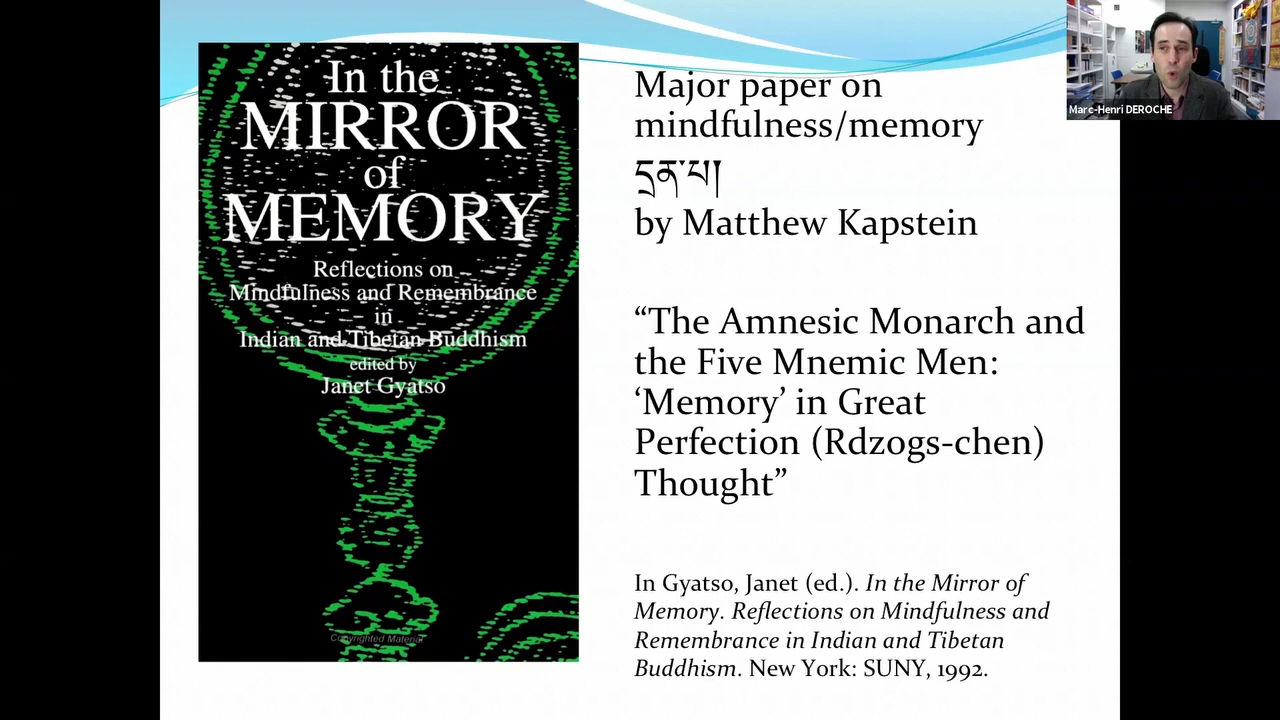 In the
MIRROR
of
MEMORY
Reflections on
Mindfulness and Remembrance
in
Indian and Tibetan Buddhism
edited by
Janet Gyatso
Copyrighted Material
Major paper on
mindfulness/memory
དྲན་པ།
by Matthew Kapstein
“The Amnesic Monarch and
the Five Mnemic Men:
‘Memory’ in Great
Perfection (Rdzogs-chen)
Thought”
In Gyatso, Janet (ed.). In the Mirror of
Memory. Reflections on Mindfulness and
Remembrance in Indian and Tibetan
Buddhism. New York: SUNY, 1992.
Marc-Henri DEROCHE